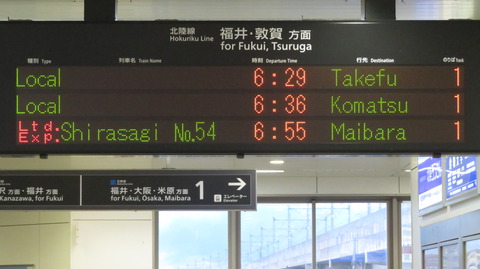 北陸線 福井・敦賀 方面
Hokuriku Line for Fukui, Tsuruga
種別 Type 列車名 Train Name 時刻 Departure Time 行先 Destination のりば Track
Local 6:29 Takefu 1
Local 6:36 Komatsu 1
Ltd. Exp. Shirasagi No.54 6:55 Maibara 1
福井 方面 福井・大阪・米原 方面 1 → エレベーター
Kanazawa, for Fukui for Fukui, Osaka, Maibara Elevator